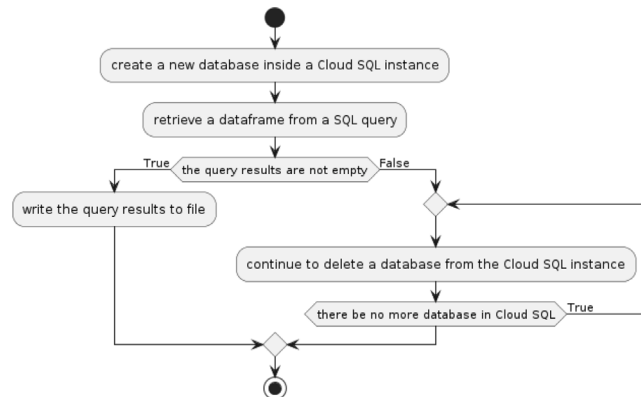 create a new database inside a Cloud SQL instance
retrieve a dataframe from a SQL query
True
the query results are not empty
False
write the query results to file
continue to delete a database from the Cloud SQL instance
there be no more database in Cloud SQL
True